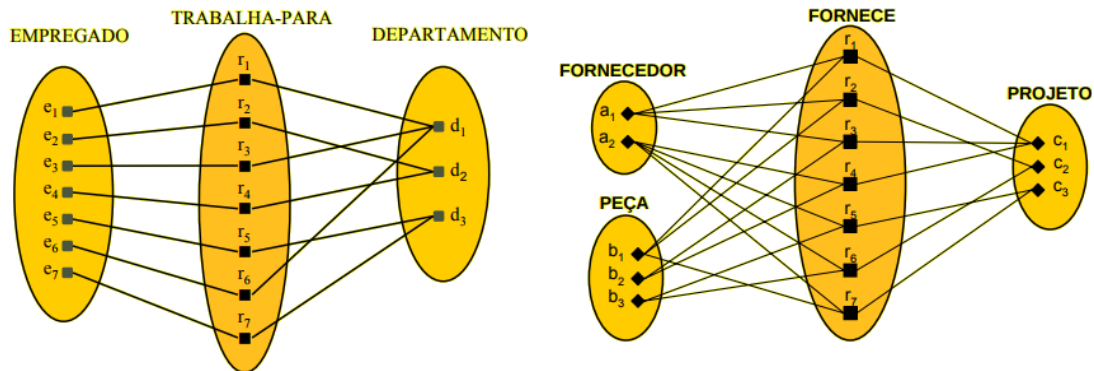 EMPREGADO
TRABALHA-PARA
DEPARTAMENTO
e1
e2
e3
e4
e5
e6
e7
r1
r2
r3
r4
r5
r6
r7
d1
d2
d3
FORNECEDOR
a1
a2
PEÇA
b1
b2
b3
FORNECE
r1
r2
r3
r4
r5
r6
r7
PROJETO
c1
c2
c3